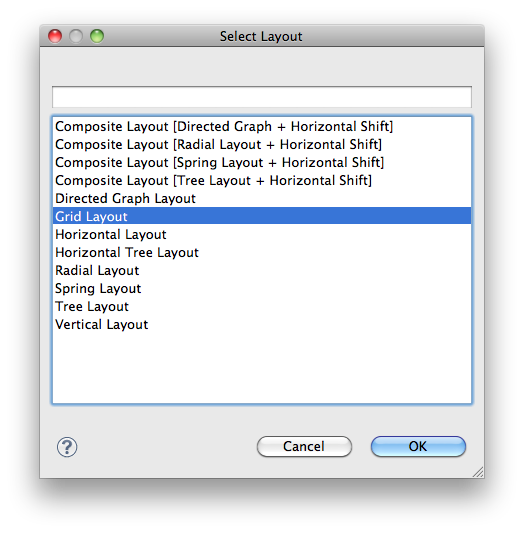 Select Layout
Composite Layout [Directed Graph + Horizontal Shift]
Composite Layout [Radial Layout + Horizontal Shift]
Composite Layout [Spring Layout + Horizontal Shift]
Composite Layout [Tree Layout + Horizontal Shift]
Directed Graph Layout
Grid Layout
Horizontal Layout
Horizontal Tree Layout
Radial Layout
Spring Layout
Tree Layout
Vertical Layout
? Cancel OK